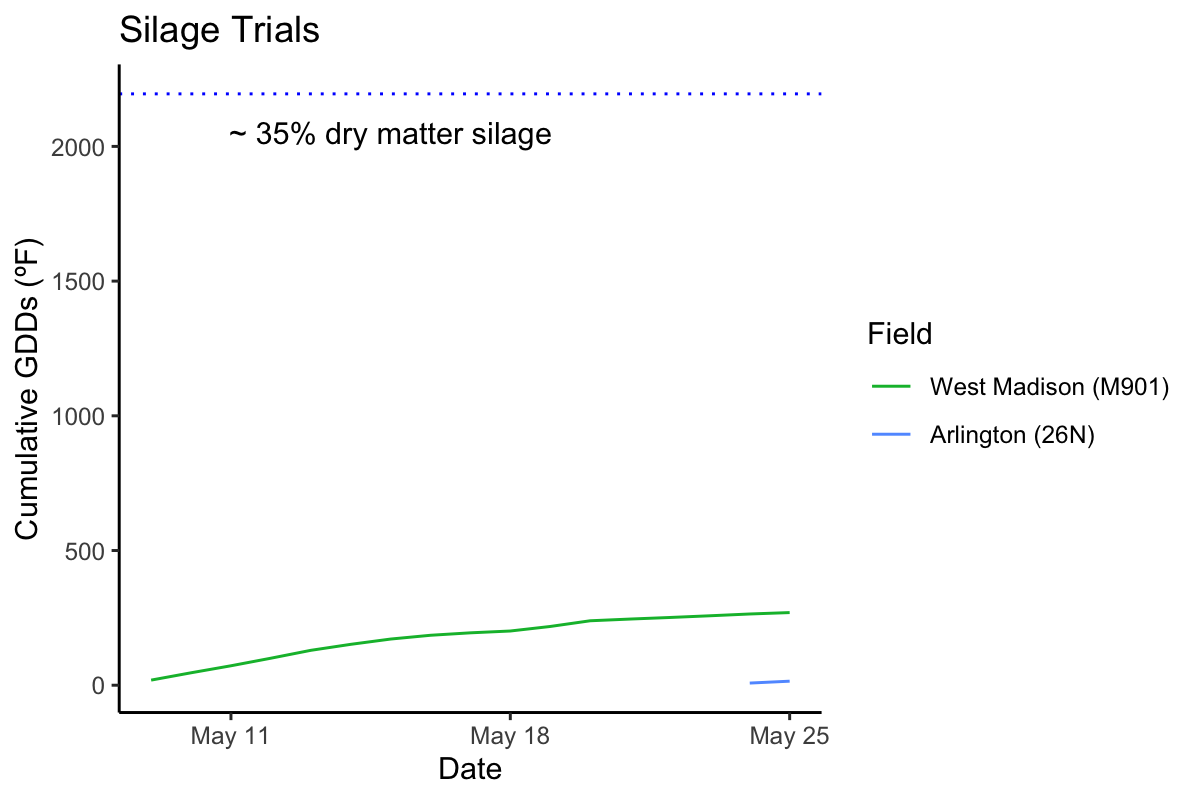 Silage Trials
~ 35% dry matter silage
2000
1500
1000
500
0
Cumulative GDDs (ºF)
May 11
May 18
May 25
Date
Field
West Madison (M901)
Arlington (26N)